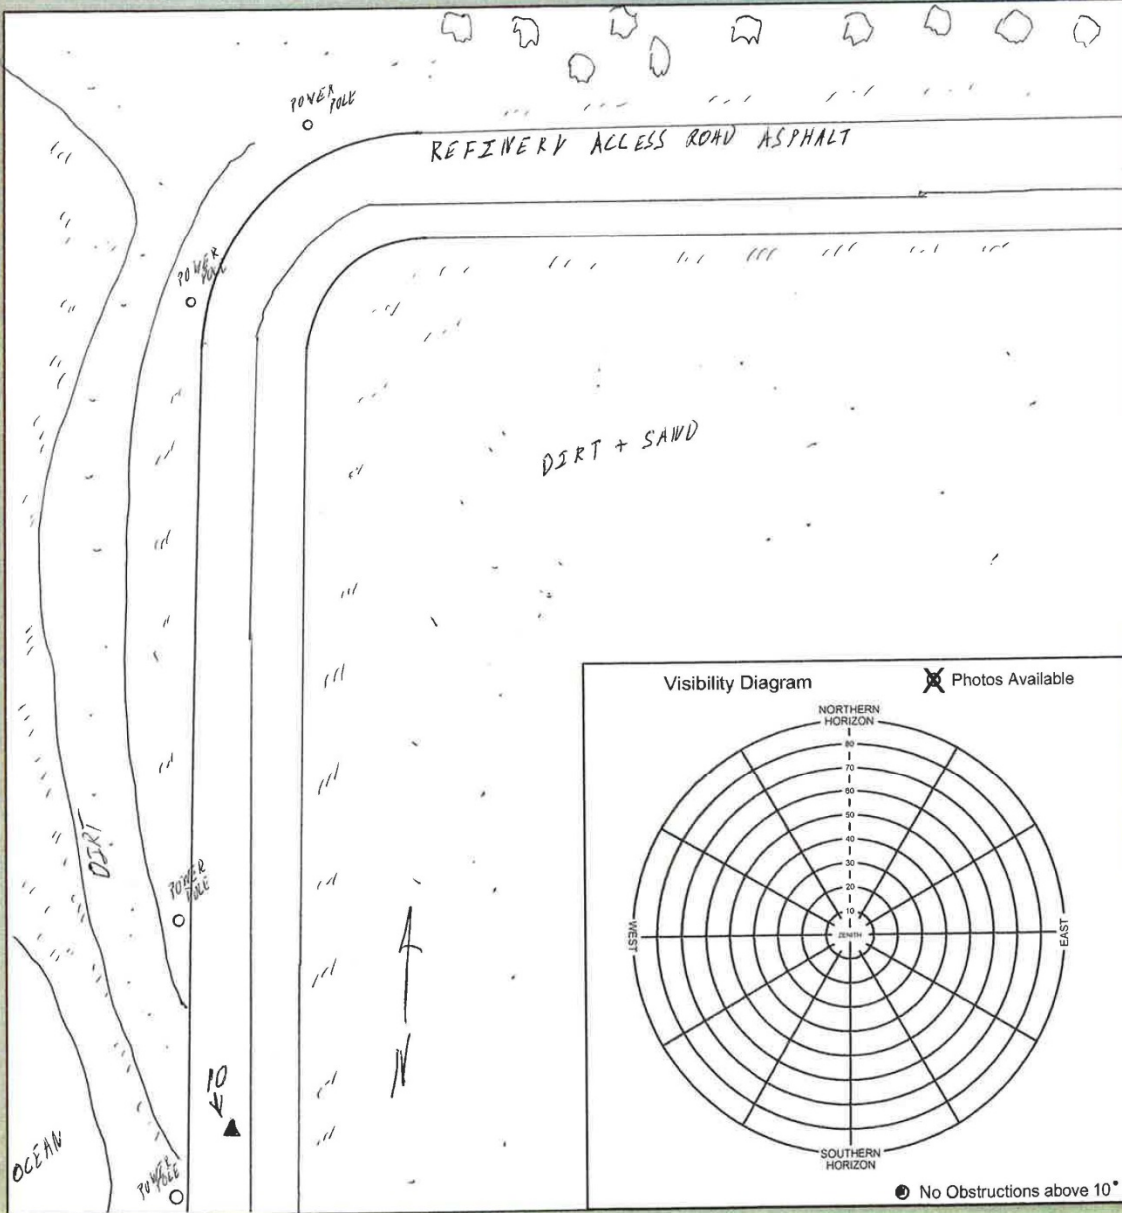 POWER
POLE
REFINERY ACCESS ROAD ASPHALT
POWER
POLE
DIRT + SAND
DIRT
POWER
POLE
N
10
OCEAN
POWER
POLE
Visibility Diagram
Photos Available
NORTHERN
HORIZON
80
70
60
50
40
30
20
10
ZENITH
WEST
EAST
SOUTHERN
HORIZON
No Obstructions above 10°